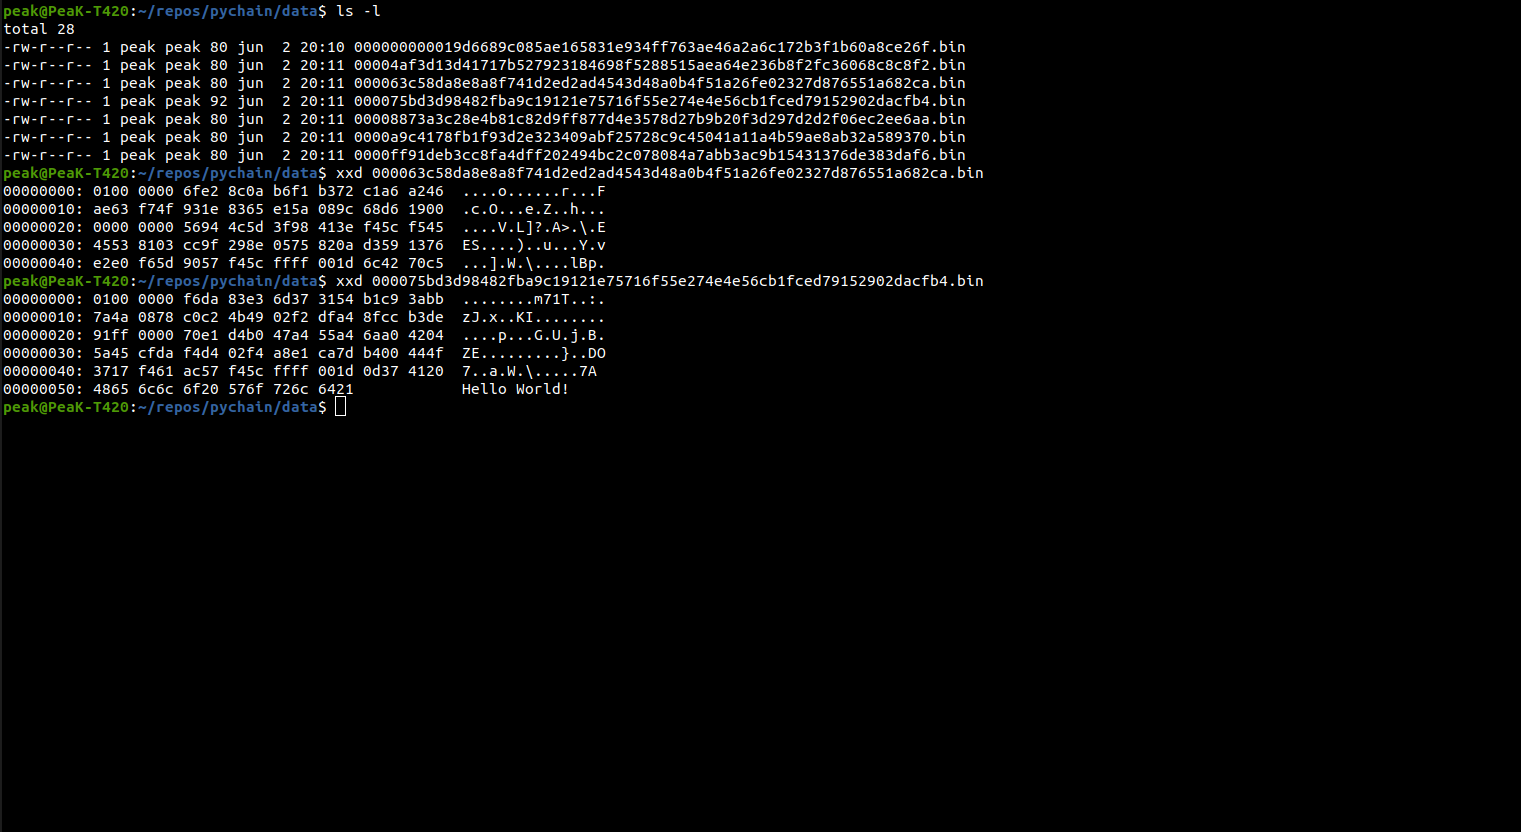 peak@PeaK-T420:~/repos/pychain/data$ ls -l
total 28
-rw-r--r-- 1 peak peak 80 jun  2 20:10 000000000019d6689c085ae165831e934ff763ae46a2a6c172b3f1b60a8ce26f.bin
-rw-r--r-- 1 peak peak 80 jun  2 20:11 00004af3d13d41717b527923184698f5288515aea64e236b8f2fc36068c8c8f2.bin
-rw-r--r-- 1 peak peak 80 jun  2 20:11 000063c58da8e8a8f741d2ed2ad4543d48a0b4f51a26fe02327d876551a682ca.bin
-rw-r--r-- 1 peak peak 92 jun  2 20:11 000075bd3d98482fba9c19121e75716f55e274e4e56cb1fced79152902dacfb4.bin
-rw-r--r-- 1 peak peak 80 jun  2 20:11 00008873a3c28e4b81c82d9ff877d4e3578d27b9b20f3d297d2d2f06ec2ee6aa.bin
-rw-r--r-- 1 peak peak 80 jun  2 20:11 0000a9c4178fb1f93d2e323409abf25728c9c45041a11a4b59ae8ab32a589370.bin
-rw-r--r-- 1 peak peak 80 jun  2 20:11 0000ff91deb3cc8fa4dff202494bc2c078084a7abb3ac9b15431376de383daf6.bin
peak@PeaK-T420:~/repos/pychain/data$ xxd 000063c58da8e8a8f741d2ed2ad4543d48a0b4f51a26fe02327d876551a682ca.bin
00000000: 0100 0000 6fe2 8c0a b6f1 b372 c1a6 a246  ....o......r...F
00000010: ae63 f74f 931e 8365 e15a 089c 68d6 1900  .c.O...e.Z..h...
00000020: 0000 0000 5694 4c5d 3f98 413e f45c f545  ....V.L]?.A>.\.E
00000030: 4553 8103 cc9f 298e 0575 820a d359 1376  ES....)..u...Y.v
00000040: e2e0 f65d 9057 f45c ffff 001d 6c42 70c5  ...].W.\....lBp.
peak@PeaK-T420:~/repos/pychain/data$ xxd 000075bd3d98482fba9c19121e75716f55e274e4e56cb1fced79152902dacfb4.bin
00000000: 0100 0000 f6da 83e3 6d37 3154 b1c9 3abb  ........m71T..:.
00000010: 7a4a 0878 c0c2 4b49 02f2 dfa4 8fcc b3de  zJ.x..KI........
00000020: 91ff 0000 70e1 d4b0 47a4 55a4 6aa0 4204  ....p...G.U.j.B.
00000030: 5a45 cfda f4d4 02f4 a8e1 ca7d b400 444f  ZE.........}..DO
00000040: 3717 f461 ac57 f45c ffff 001d 0d37 4120  7..a.W.\.....7A
00000050: 4865 6c6c 6f20 576f 726c 6421            Hello World!
peak@PeaK-T420:~/repos/pychain/data$